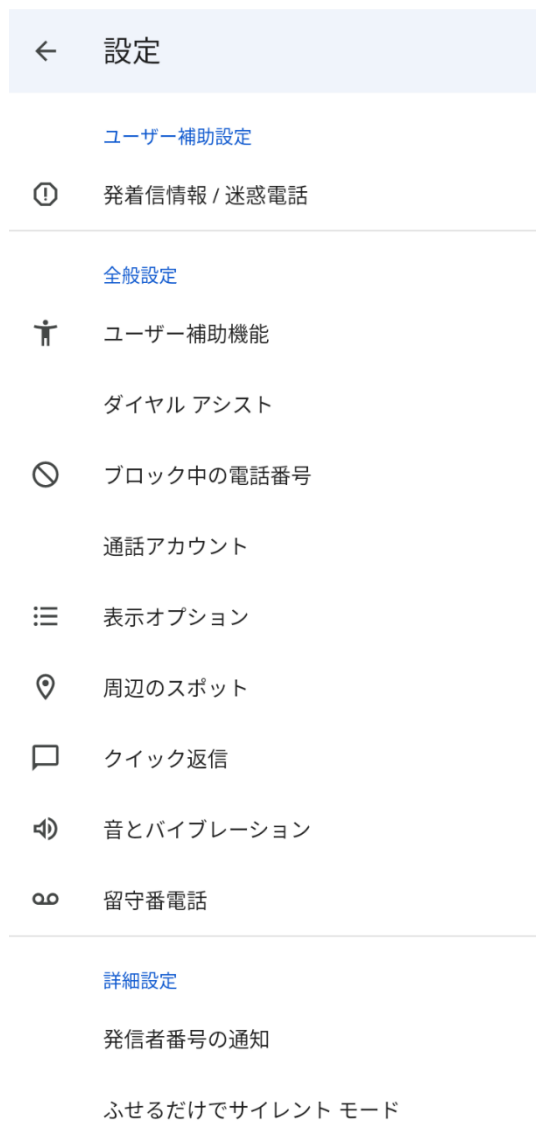 設定
ユーザー補助設定
発着信情報 / 迷惑電話
全般設定
ユーザー補助機能
ダイヤル アシスト
ブロック中の電話番号
通話アカウント
表示オプション
周辺のスポット
クイック返信
音とバイブレーション
留守番電話
詳細設定
発信者番号の通知
ふせるだけでサイレント モード